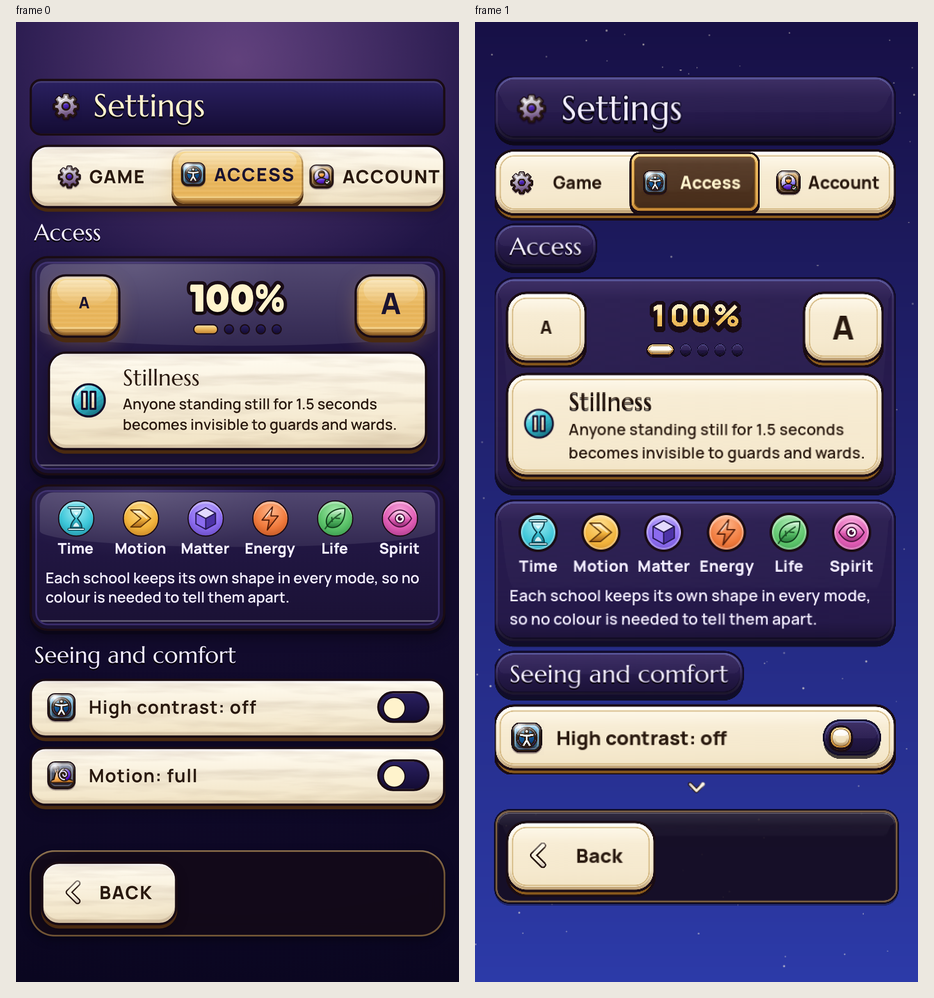 frame 0
Settings
GAME
ACCESS
ACCOUNT
Access
A
100%
A
Stillness
Anyone standing still for 1.5 seconds
becomes invisible to guards and wards.
Time
Motion
Matter
Energy
Life
Spirit
Each school keeps its own shape in every mode, so no
colour is needed to tell them apart.
Seeing and comfort
High contrast: off
Motion: full
BACK
frame 1
Settings
Game
Access
Account
Access
A
100%
A
Stillness
Anyone standing still for 1.5 seconds
becomes invisible to guards and wards.
Time
Motion
Matter
Energy
Life
Spirit
Each school keeps its own shape in every mode,
so no colour is needed to tell them apart.
Seeing and comfort
High contrast: off
Back